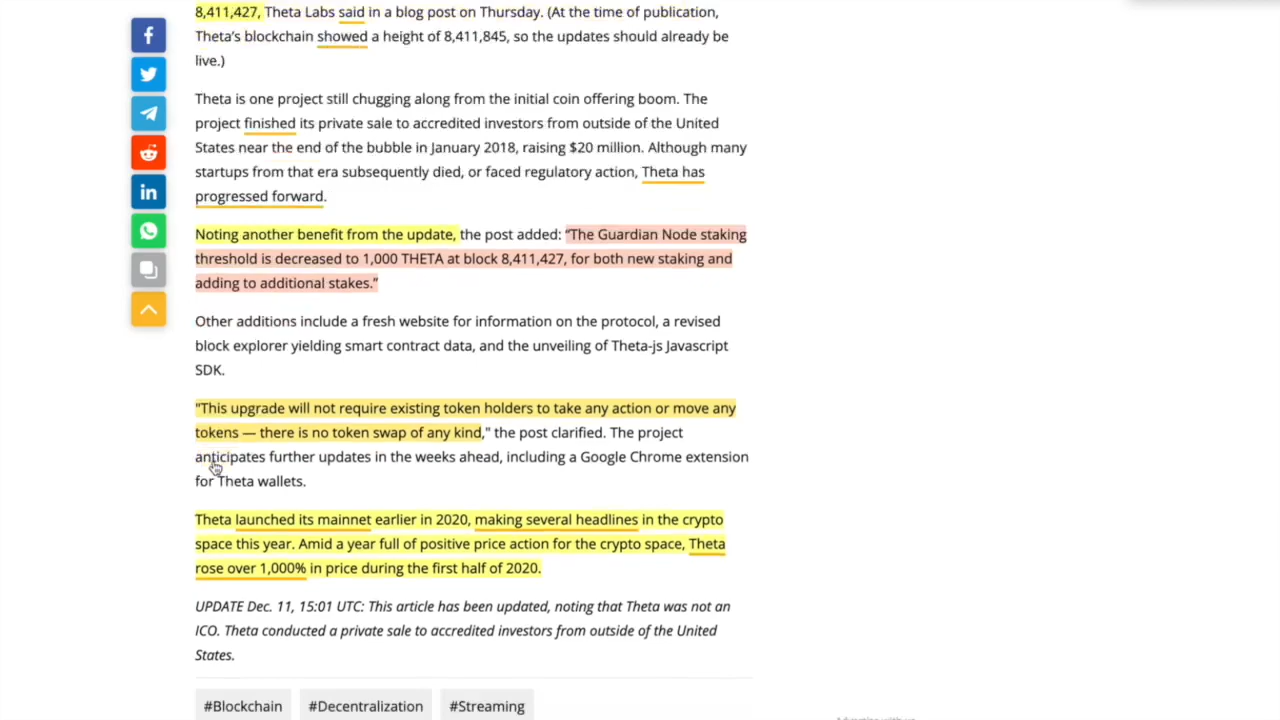 8,411,427, Theta Labs said in a blog post on Thursday. (At the time of publication,
Theta’s blockchain showed a height of 8,411,845, so the updates should already be
live.)
Theta is one project still chugging along from the initial coin offering boom. The
project finished its private sale to accredited investors from outside of the United
States near the end of the bubble in January 2018, raising $20 million. Although many
startups from that era subsequently died, or faced regulatory action, Theta has
progressed forward.
Noting another benefit from the update, the post added: “The Guardian Node staking
threshold is decreased to 1,000 THETA at block 8,411,427, for both new staking and
adding to additional stakes.”
Other additions include a fresh website for information on the protocol, a revised
block explorer yielding smart contract data, and the unveiling of Theta-js Javascript
SDK.
"This upgrade will not require existing token holders to take any action or move any
tokens — there is no token swap of any kind," the post clarified. The project
anticipates further updates in the weeks ahead, including a Google Chrome extension
for Theta wallets.
Theta launched its mainnet earlier in 2020, making several headlines in the crypto
space this year. Amid a year full of positive price action for the crypto space, Theta
rose over 1,000% in price during the first half of 2020.
UPDATE Dec. 11, 15:01 UTC: This article has been updated, noting that Theta was not an
ICO. Theta conducted a private sale to accredited investors from outside of the United
States.
#Blockchain #Decentralization #Streaming